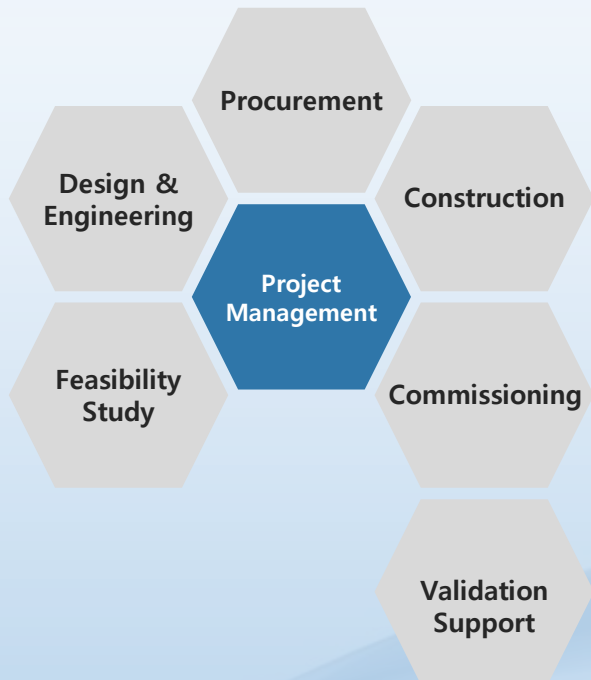 Procurement
Design &
Engineering
Construction
Project
Management
Feasibility
Study
Commissioning
Validation
Support